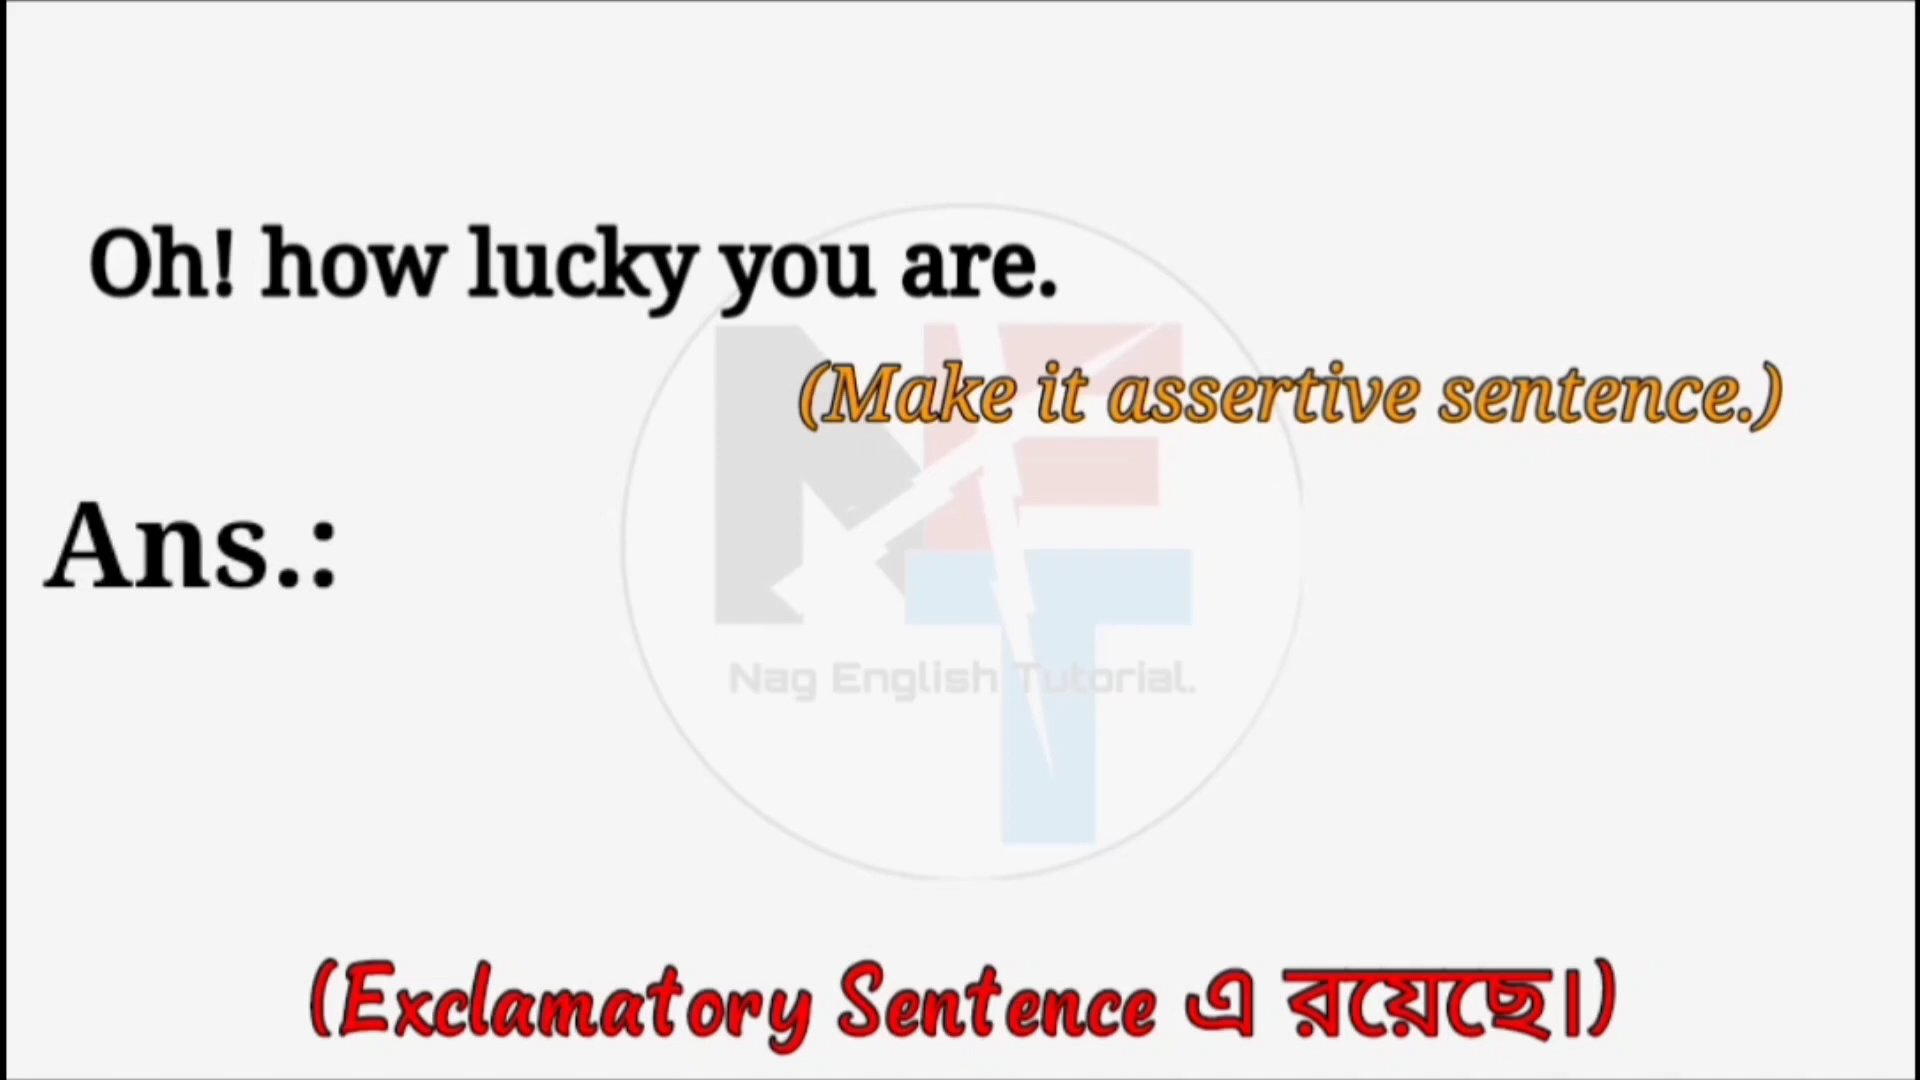 Oh! how lucky you are.
(Make it assertive sentence.)
Ans.:
Nag English Tutorial.
(Exclamatory Sentence এ রয়েছে।)